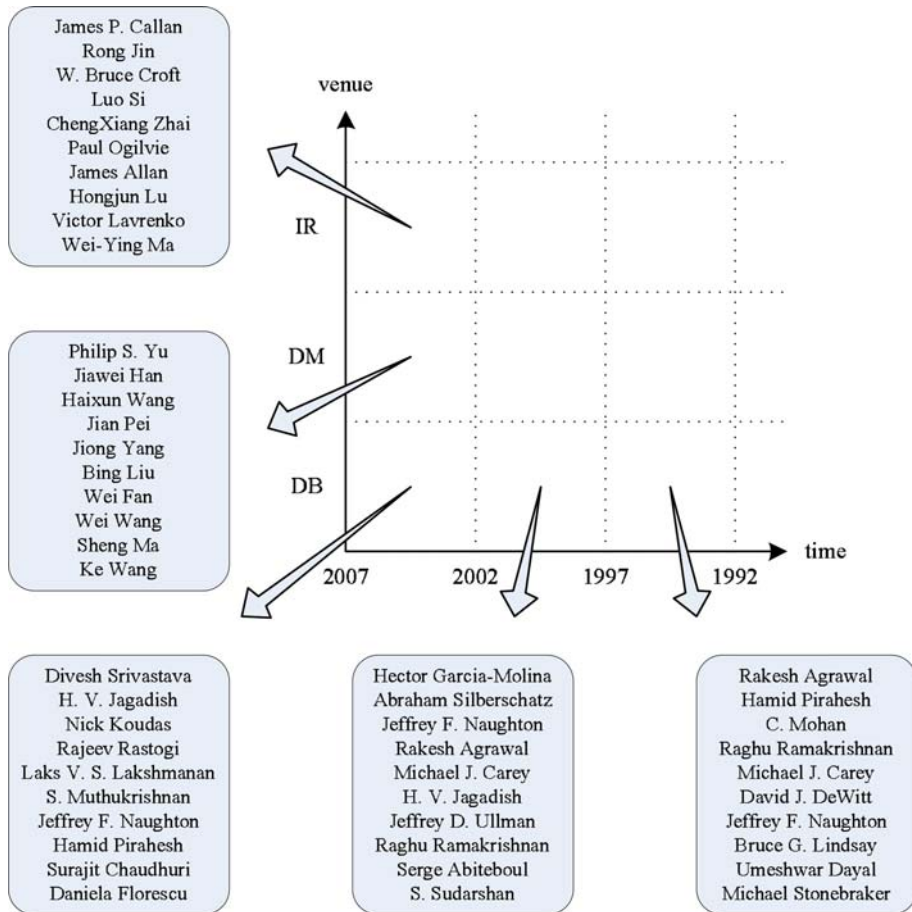 James P. Callan
Rong Jin
W. Bruce Croft
Luo Si
ChengXiang Zhai
Paul Ogilvie
James Allan
Hongjun Lu
Victor Lavrenko
Wei-Ying Ma
venue
IR
DM
DB
Philip S. Yu
Jiawei Han
Haixun Wang
Jian Pei
Jiong Yang
Bing Liu
Wei Fan
Wei Wang
Sheng Ma
Ke Wang
time
2007 2002 1997 1992
Divesh Srivastava
H. V. Jagadish
Nick Koudas
Rajeev Rastogi
Laks V. S. Lakshmanan
S. Muthukrishnan
Jeffrey F. Naughton
Hamid Pirahesh
Surajit Chaudhuri
Daniela Florescu
Hector Garcia-Molina
Abraham Silberschatz
Jeffrey F. Naughton
Rakesh Agrawal
Michael J. Carey
H. V. Jagadish
Jeffrey D. Ullman
Raghu Ramakrishnan
Serge Abiteboul
S. Sudarshan
Rakesh Agrawal
Hamid Pirahesh
C. Mohan
Raghu Ramakrishnan
Michael J. Carey
David J. DeWitt
Jeffrey F. Naughton
Bruce G. Lindsay
Umeshwar Dayal
Michael Stonebraker